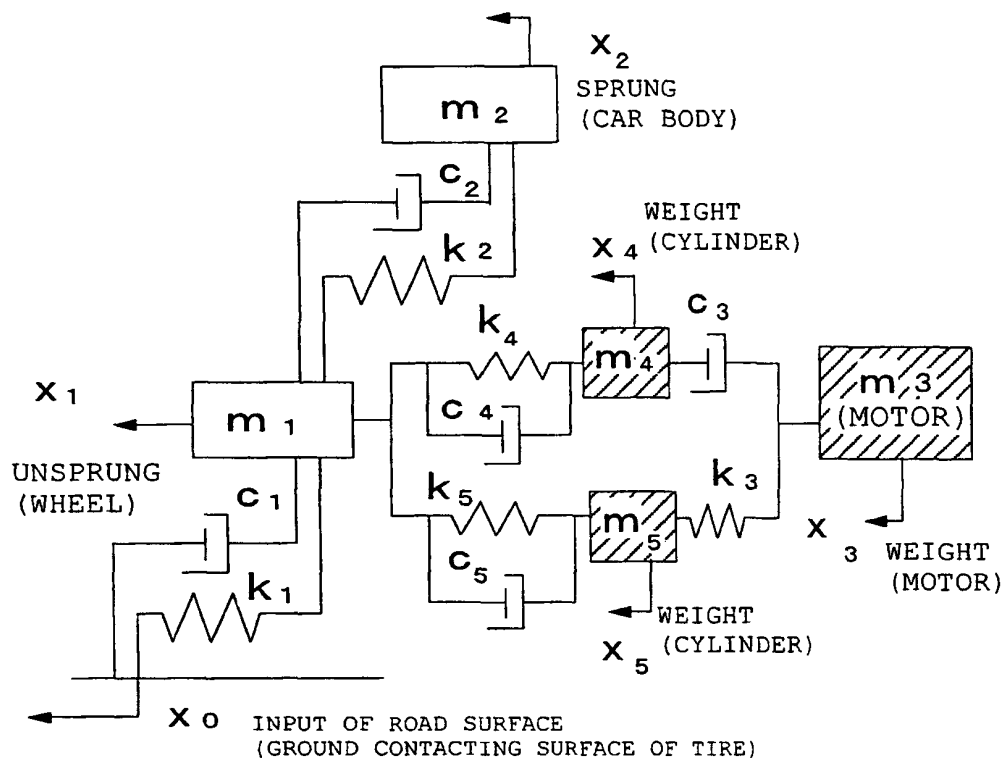 x2
SPRUNG
(CAR BODY)
m2
c2
k2
WEIGHT
(CYLINDER)
x4
c3
k4
m4
m3
(MOTOR)
x1
m1
c4
UNSPRUNG
(WHEEL)
c1
k5
m5
k3
x3
WEIGHT
(MOTOR)
c5
k1
WEIGHT
(CYLINDER)
x5
x0
INPUT OF ROAD SURFACE
(GROUND CONTACTING SURFACE OF TIRE)